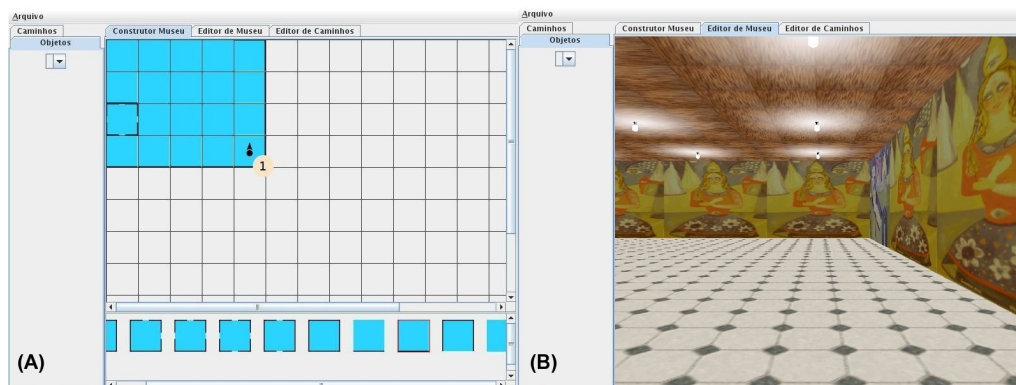 Arquivo
Caminhos
Objetos
Construtor Museu Editor de Museu Editor de Caminhos
1
(A)
Arquivo
Caminhos
Objetos
Construtor Museu Editor de Museu Editor de Caminhos
(B)